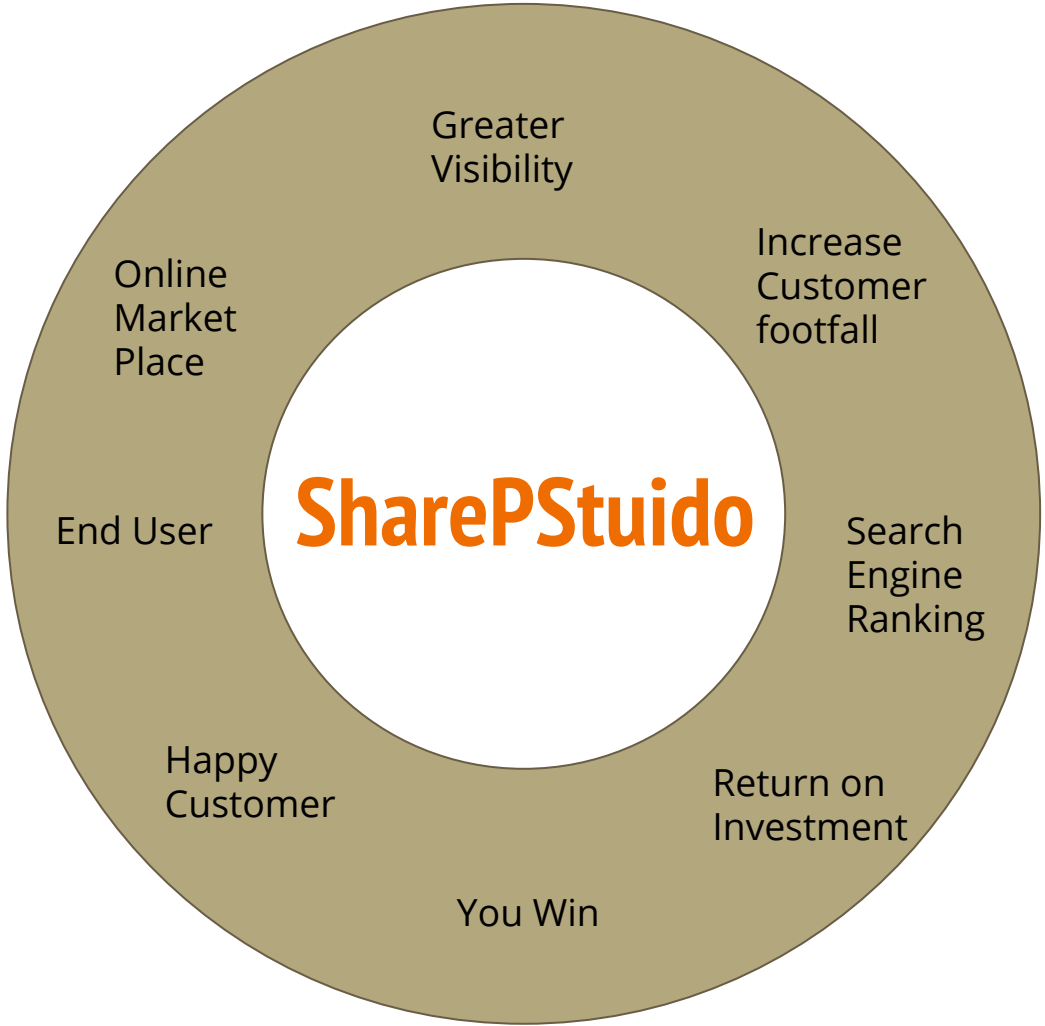 Greater
Visibility
Increase
Customer
footfall
Online
Market
Place
SharePStuido
End User
Search
Engine
Ranking
Happy
Customer
Return on
Investment
You Win